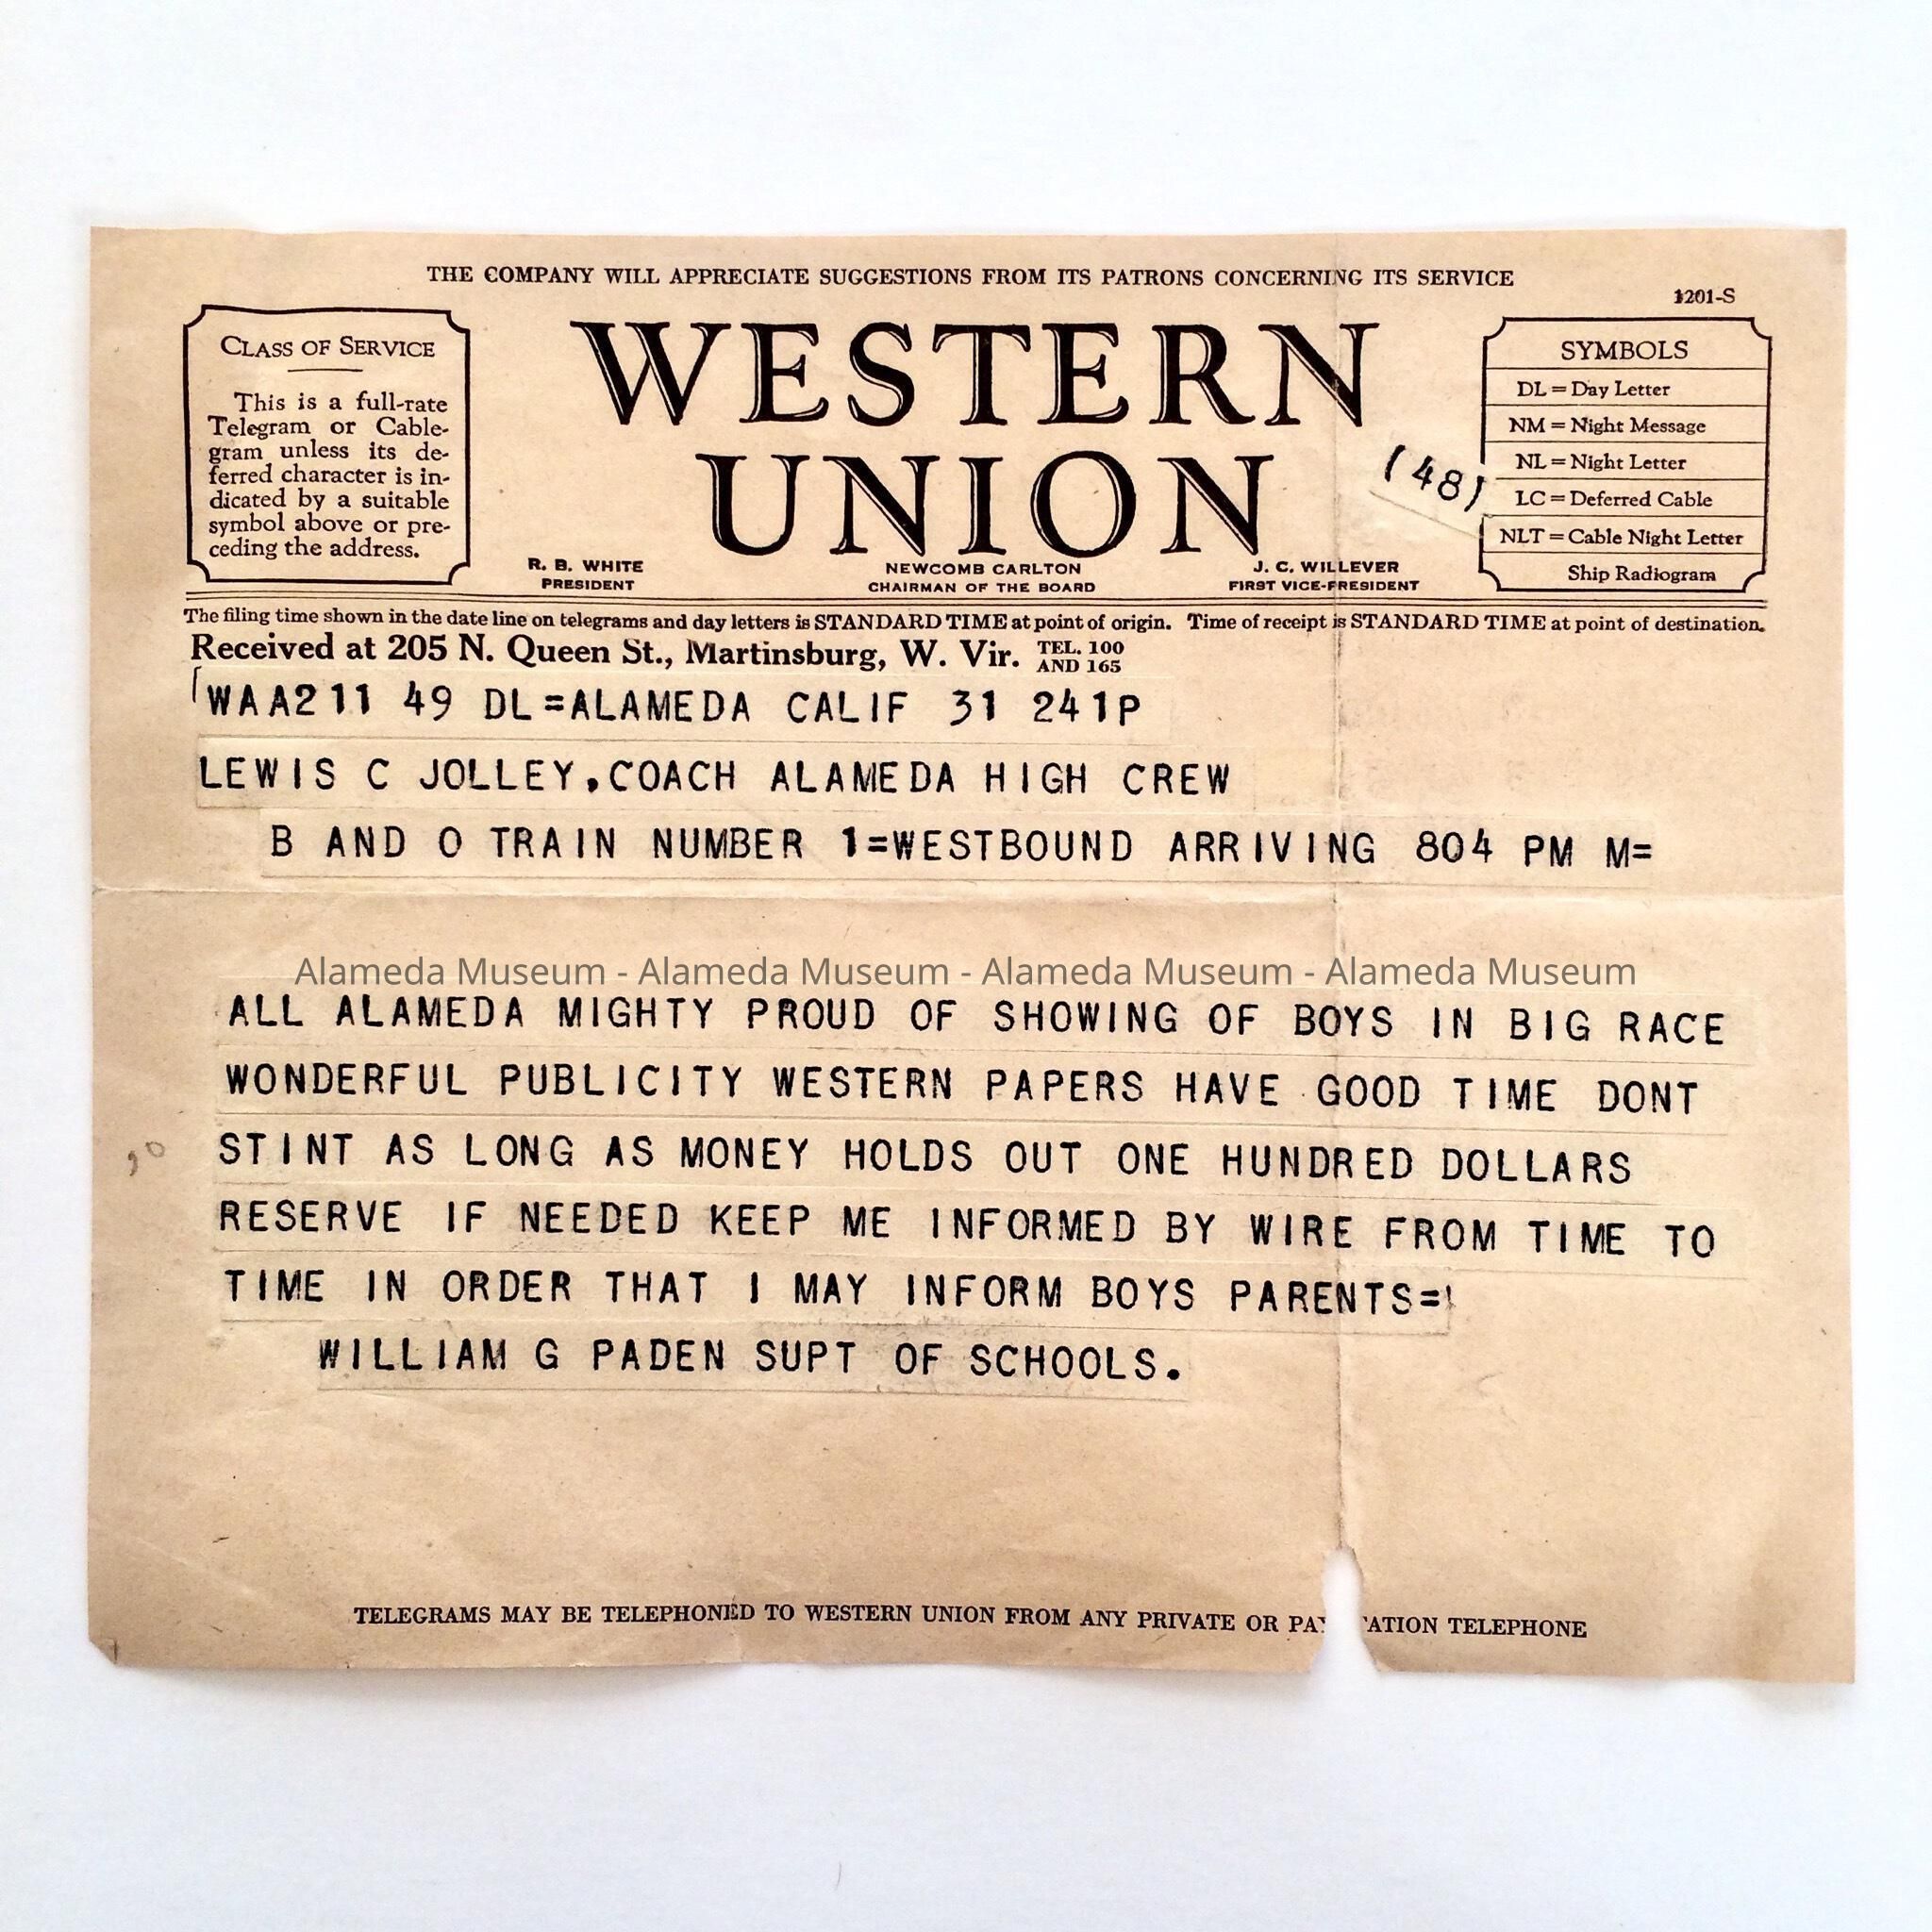 THE COMPANY WILL APPRECIATE SUGGESTIONS FROM ITS PATRONS CONCERNING ITS SERVICE
1201-S
CLASS OF SERVICE
This is a full-rate
Telegram or Cable-
gram unless its de-
ferred character is in-
dicated by a suitable
symbol above or pre-
ceding the address.
WESTERN
UNION
(48)
R. B. WHITE
PRESIDENT
NEWCOMB CARLTON
CHAIRMAN OF THE BOARD
J. C. WILLEVER
FIRST VICE-PRESIDENT
SYMBOLS
DL = Day Letter
NM = Night Message
NL = Night Letter
LC = Deferred Cable
NLT = Cable Night Letter
Ship Radiogram
The filing time shown in the date line on telegrams and day letters is STANDARD TIME at point of origin. Time of receipt is STANDARD TIME at point of destination.
Received at 205 N. Queen St., Martinsburg, W. Vir. TEL. 100
AND 165
WAA211 49 DL=ALAMEDA CALIF 31 241P
LEWIS C JOLLEY.COACH ALAMEDA HIGH CREW
B AND O TRAIN NUMBER 1=WESTBOUND ARRIVING 804 PM M=
Alameda Museum - Alameda Museum - Alameda Museum - Alameda Museum
ALL ALAMEDA MIGHTY PROUD OF SHOWING OF BOYS IN BIG RACE
WONDERFUL PUBLICITY WESTERN PAPERS HAVE GOOD TIME DONT
STINT AS LONG AS MONEY HOLDS OUT ONE HUNDRED DOLLARS
RESERVE IF NEEDED KEEP ME INFORMED BY WIRE FROM TIME TO
TIME IN ORDER THAT I MAY INFORM BOYS PARENTS=
WILLIAM G PADEN SUPT OF SCHOOLS.
TELEGRAMS MAY BE TELEPHONED TO WESTERN UNION FROM ANY PRIVATE OR PAY ATION TELEPHONE